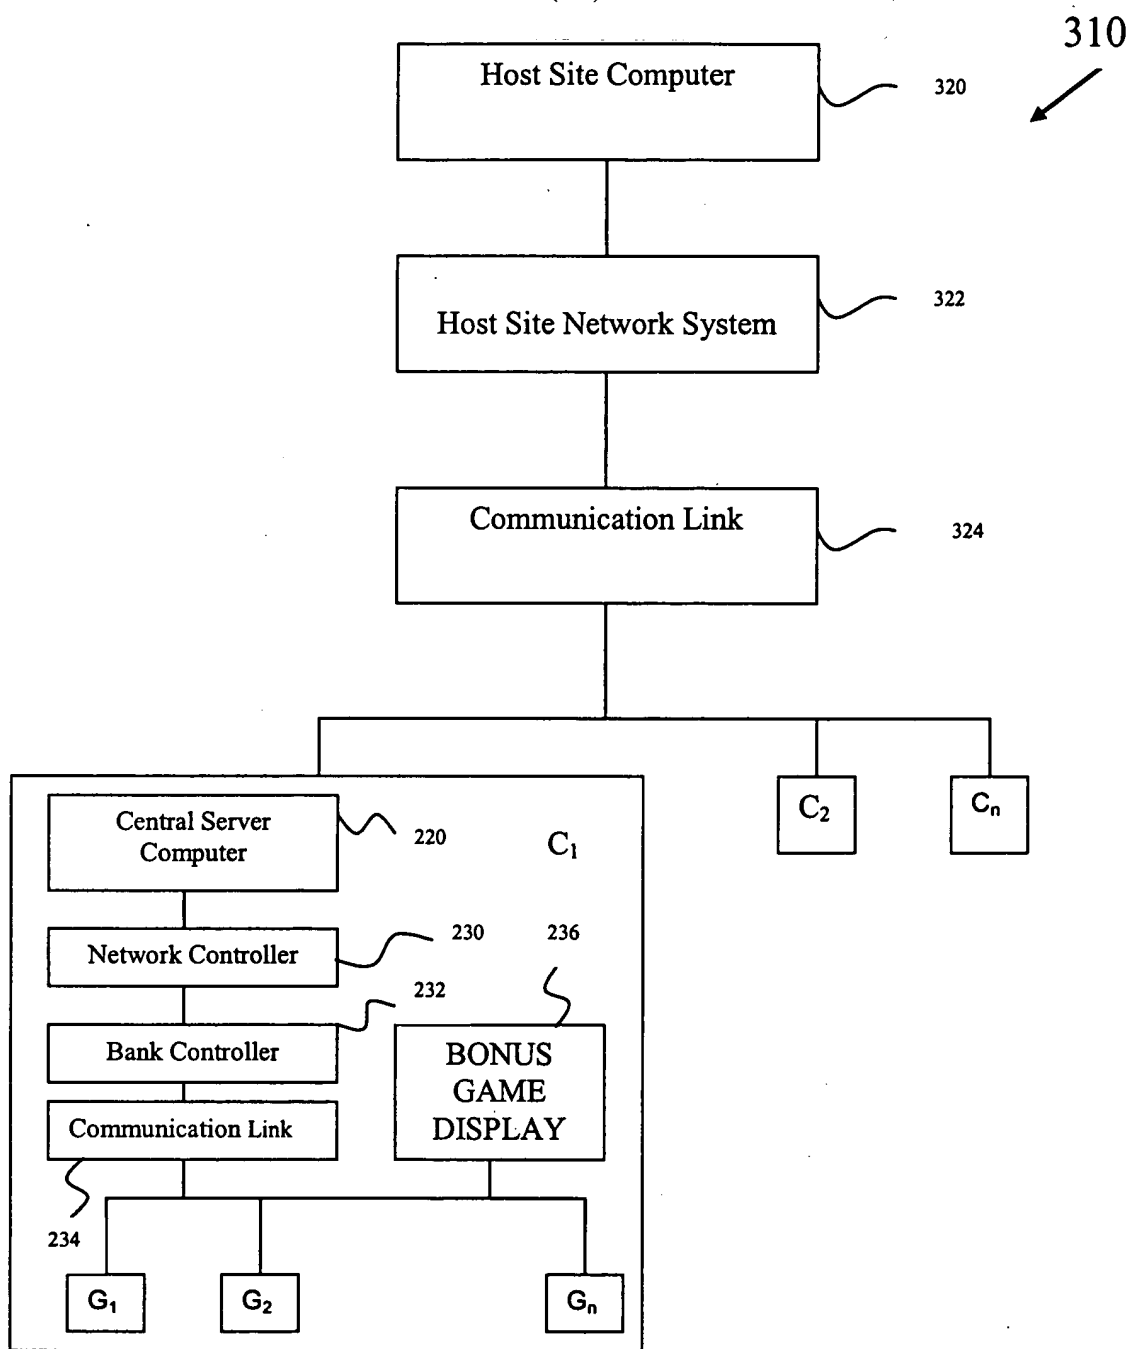 310
Host Site Computer
320
Host Site Network System
322
Communication Link
324
C₂
Cₙ
Central Server
Computer
220
C₁
Network Controller
230
236
232
Bank Controller
BONUS
GAME
DISPLAY
Communication Link
234
G₁
G₂
Gₙ